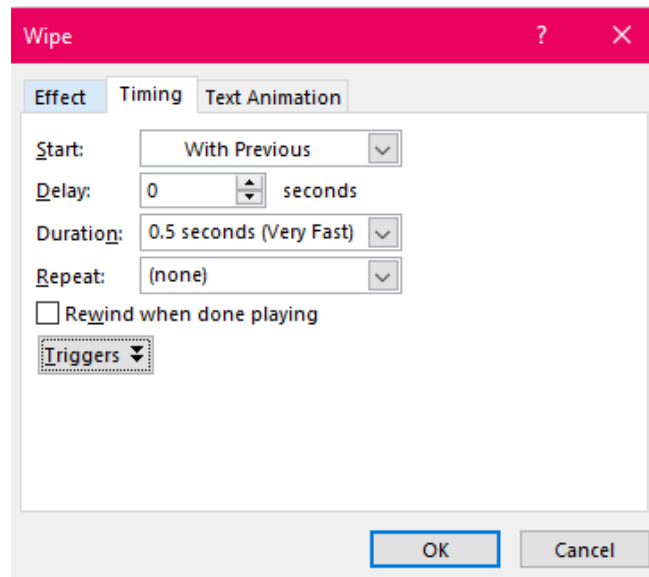 Wipe ?
Effect Timing Text Animation
Start: With Previous
Delay: 0 seconds
Duration: 0.5 seconds (Very Fast)
Repeat: (none)
Rewind when done playing
Triggers
OK Cancel